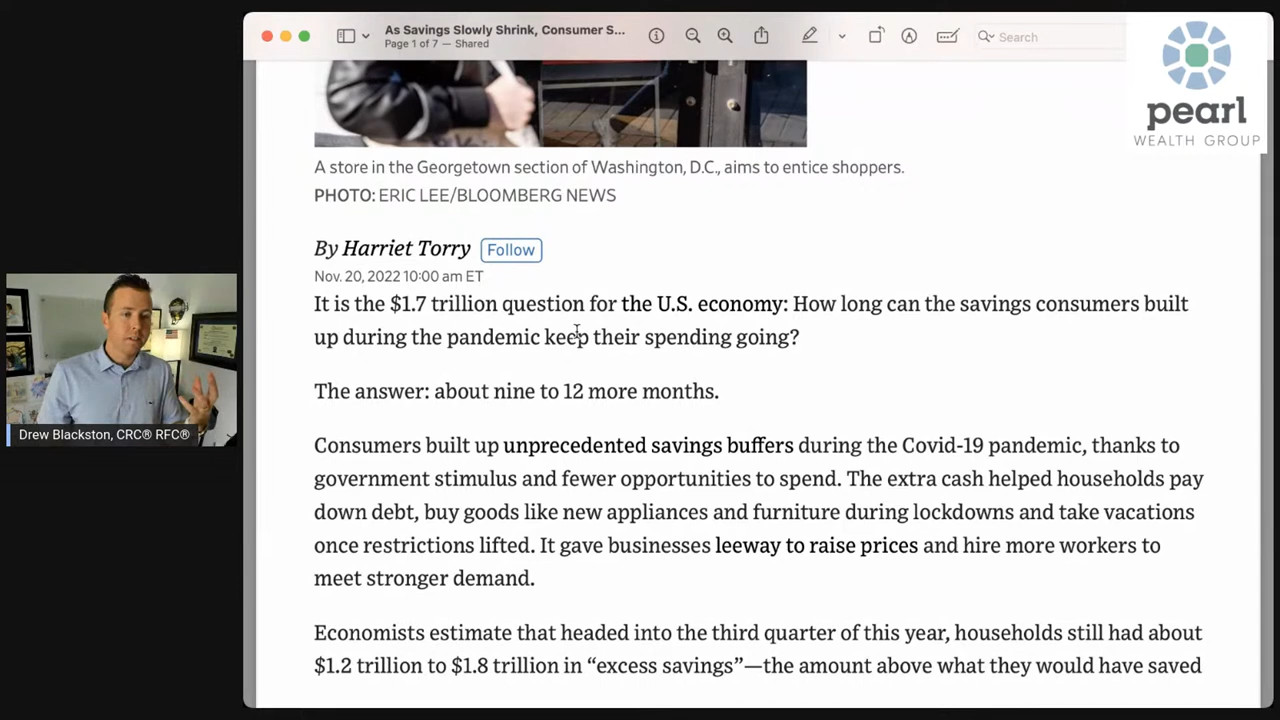 As Savings Slowly Shrink, Consumer S...
Page 1 of 7 — Shared
Search
pearl
WEALTH GROUP
A store in the Georgetown section of Washington, D.C., aims to entice shoppers.
PHOTO: ERIC LEE/BLOOMBERG NEWS
By Harriet Torry Follow
Nov. 20, 2022 10:00 am ET
It is the $1.7 trillion question for the U.S. economy: How long can the savings consumers built
up during the pandemic keep their spending going?
The answer: about nine to 12 more months.
Consumers built up unprecedented savings buffers during the Covid-19 pandemic, thanks to
government stimulus and fewer opportunities to spend. The extra cash helped households pay
down debt, buy goods like new appliances and furniture during lockdowns and take vacations
once restrictions lifted. It gave businesses leeway to raise prices and hire more workers to
meet stronger demand.
Economists estimate that headed into the third quarter of this year, households still had about
$1.2 trillion to $1.8 trillion in “excess savings”—the amount above what they would have saved
Drew Blackston, CRC® RFC®